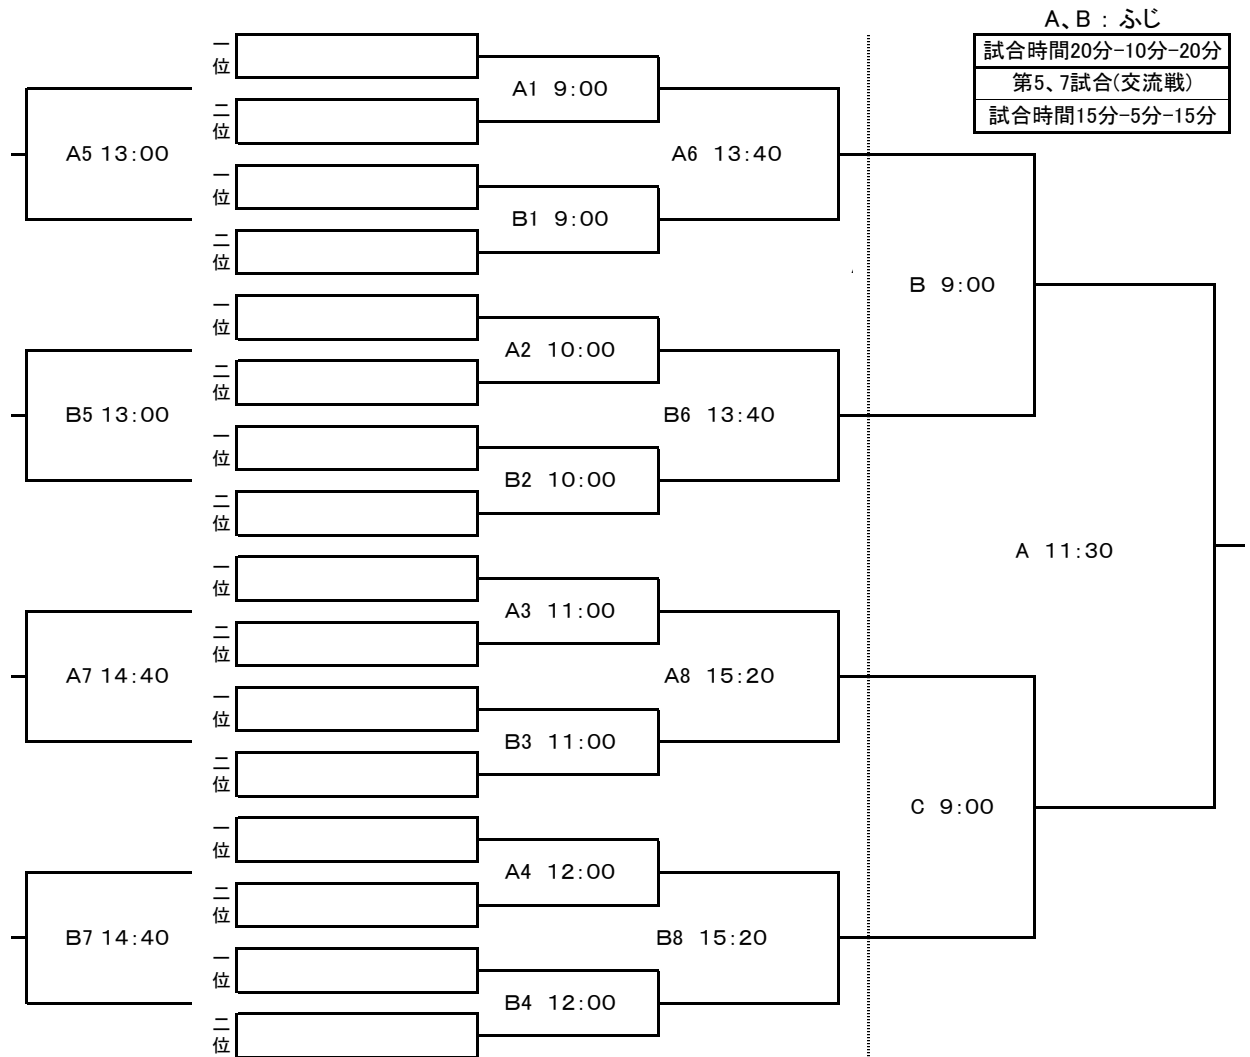 A、B : ふじ
試合時間20分-10分-20分
第5、7試合(交流戦)
試合時間15分-5分-15分
一位
A1 9:00
二位
A5 13:00
A6 13:40
一位
B1 9:00
二位
B 9:00
一位
A2 10:00
二位
B5 13:00
B6 13:40
一位
B2 10:00
二位
A 11:30
一位
A3 11:00
二位
A7 14:40
A8 15:20
一位
B3 11:00
二位
C 9:00
一位
A4 12:00
二位
B7 14:40
B8 15:20
一位
B4 12:00
二位